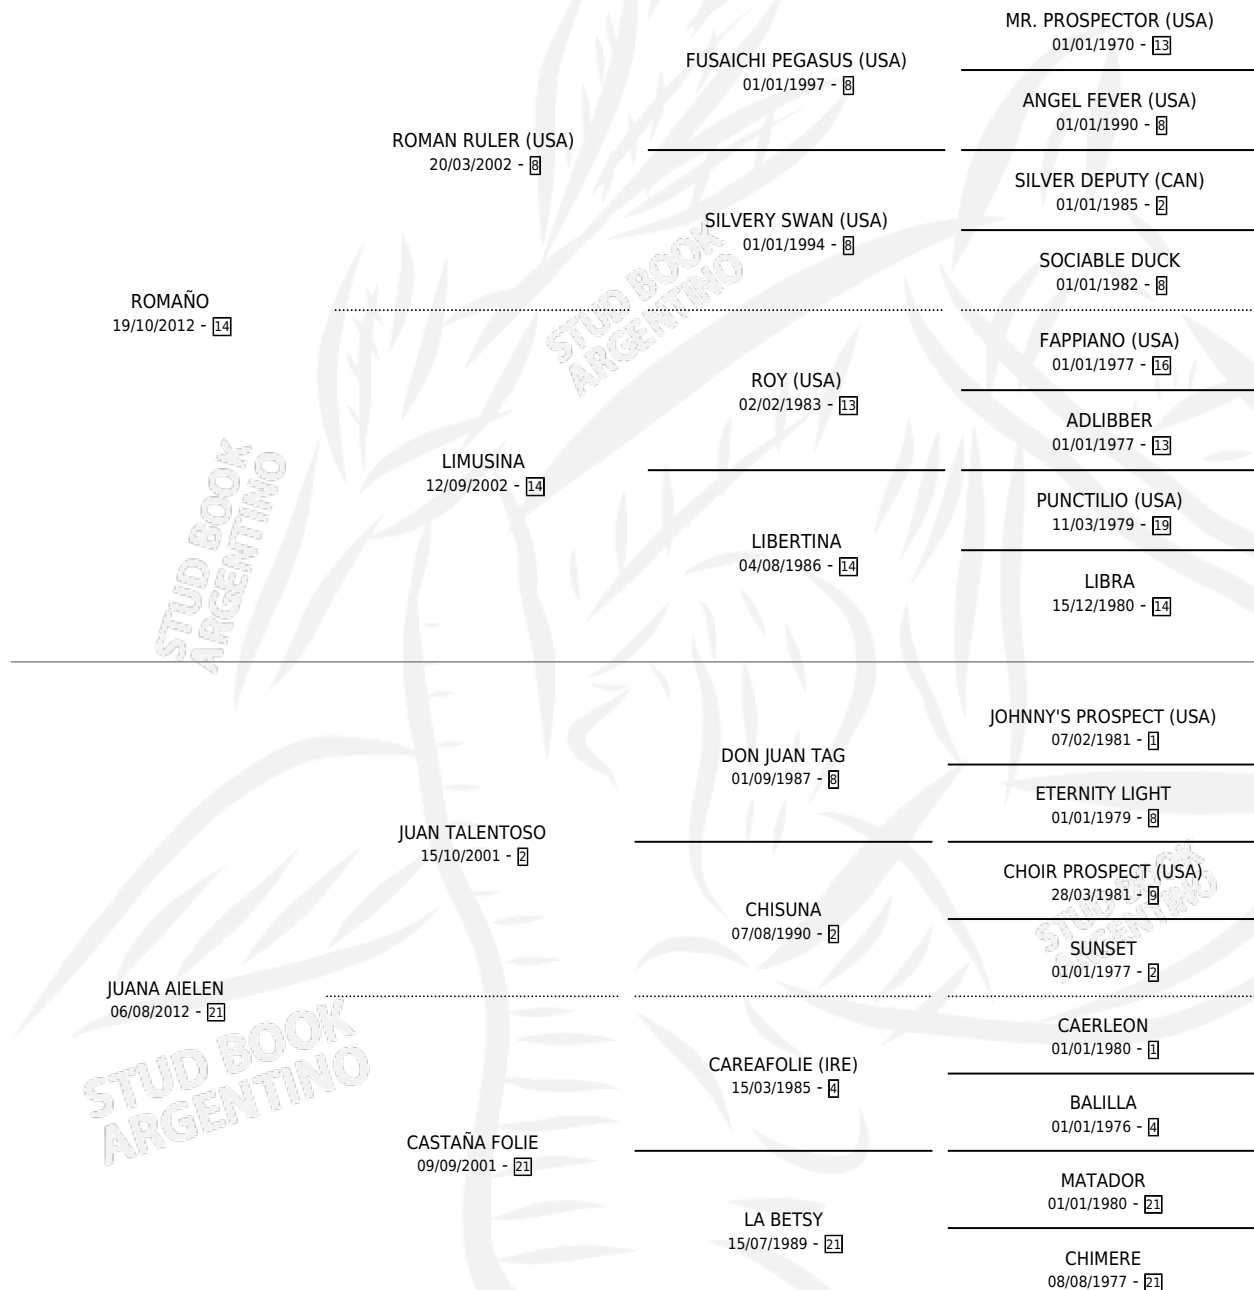 MR. PROSPECTOR (USA)
01/01/1970 - 13
FUSAICHI PEGASUS (USA)
01/01/1997 - 8
ANGEL FEVER (USA)
01/01/1990 - 8
ROMAN RULER (USA)
20/03/2002 - 8
SILVER DEPUTY (CAN)
01/01/1985 - 2
SILVERY SWAN (USA)
01/01/1994 - 8
SOCIABLE DUCK
01/01/1982 - 8
ROMAÑO
19/10/2012 - 14
FAPPIANO (USA)
01/01/1977 - 16
ROY (USA)
02/02/1983 - 13
ADLIBBER
01/01/1977 - 13
LIMUSINA
12/09/2002 - 14
PUNCTILIO (USA)
11/03/1979 - 19
LIBERTINA
04/08/1986 - 14
LIBRA
15/12/1980 - 14
JOHNNY'S PROSPECT (USA)
07/02/1981 - 1
DON JUAN TAG
01/09/1987 - 8
ETERNITY LIGHT
01/01/1979 - 8
JUAN TALENTOSO
15/10/2001 - 2
CHOIR PROSPECT (USA)
28/03/1981 - 9
CHISUNA
07/08/1990 - 2
SUNSET
01/01/1977 - 2
JUANA AIELEN
06/08/2012 - 21
CAERLEON
01/01/1980 - 1
CAREAFOLIE (IRE)
15/03/1985 - 4
BALILLA
01/01/1976 - 4
CASTAÑA FOLIE
09/09/2001 - 21
MATADOR
01/01/1980 - 21
LA BETSY
15/07/1989 - 21
CHIMERE
08/08/1977 - 21
STUD BOOK
ARGENTINO
STUD BOOK
ARGENTINO
STUD BOOK
ARGENTINO
STUD BOOK
ARGENTINO